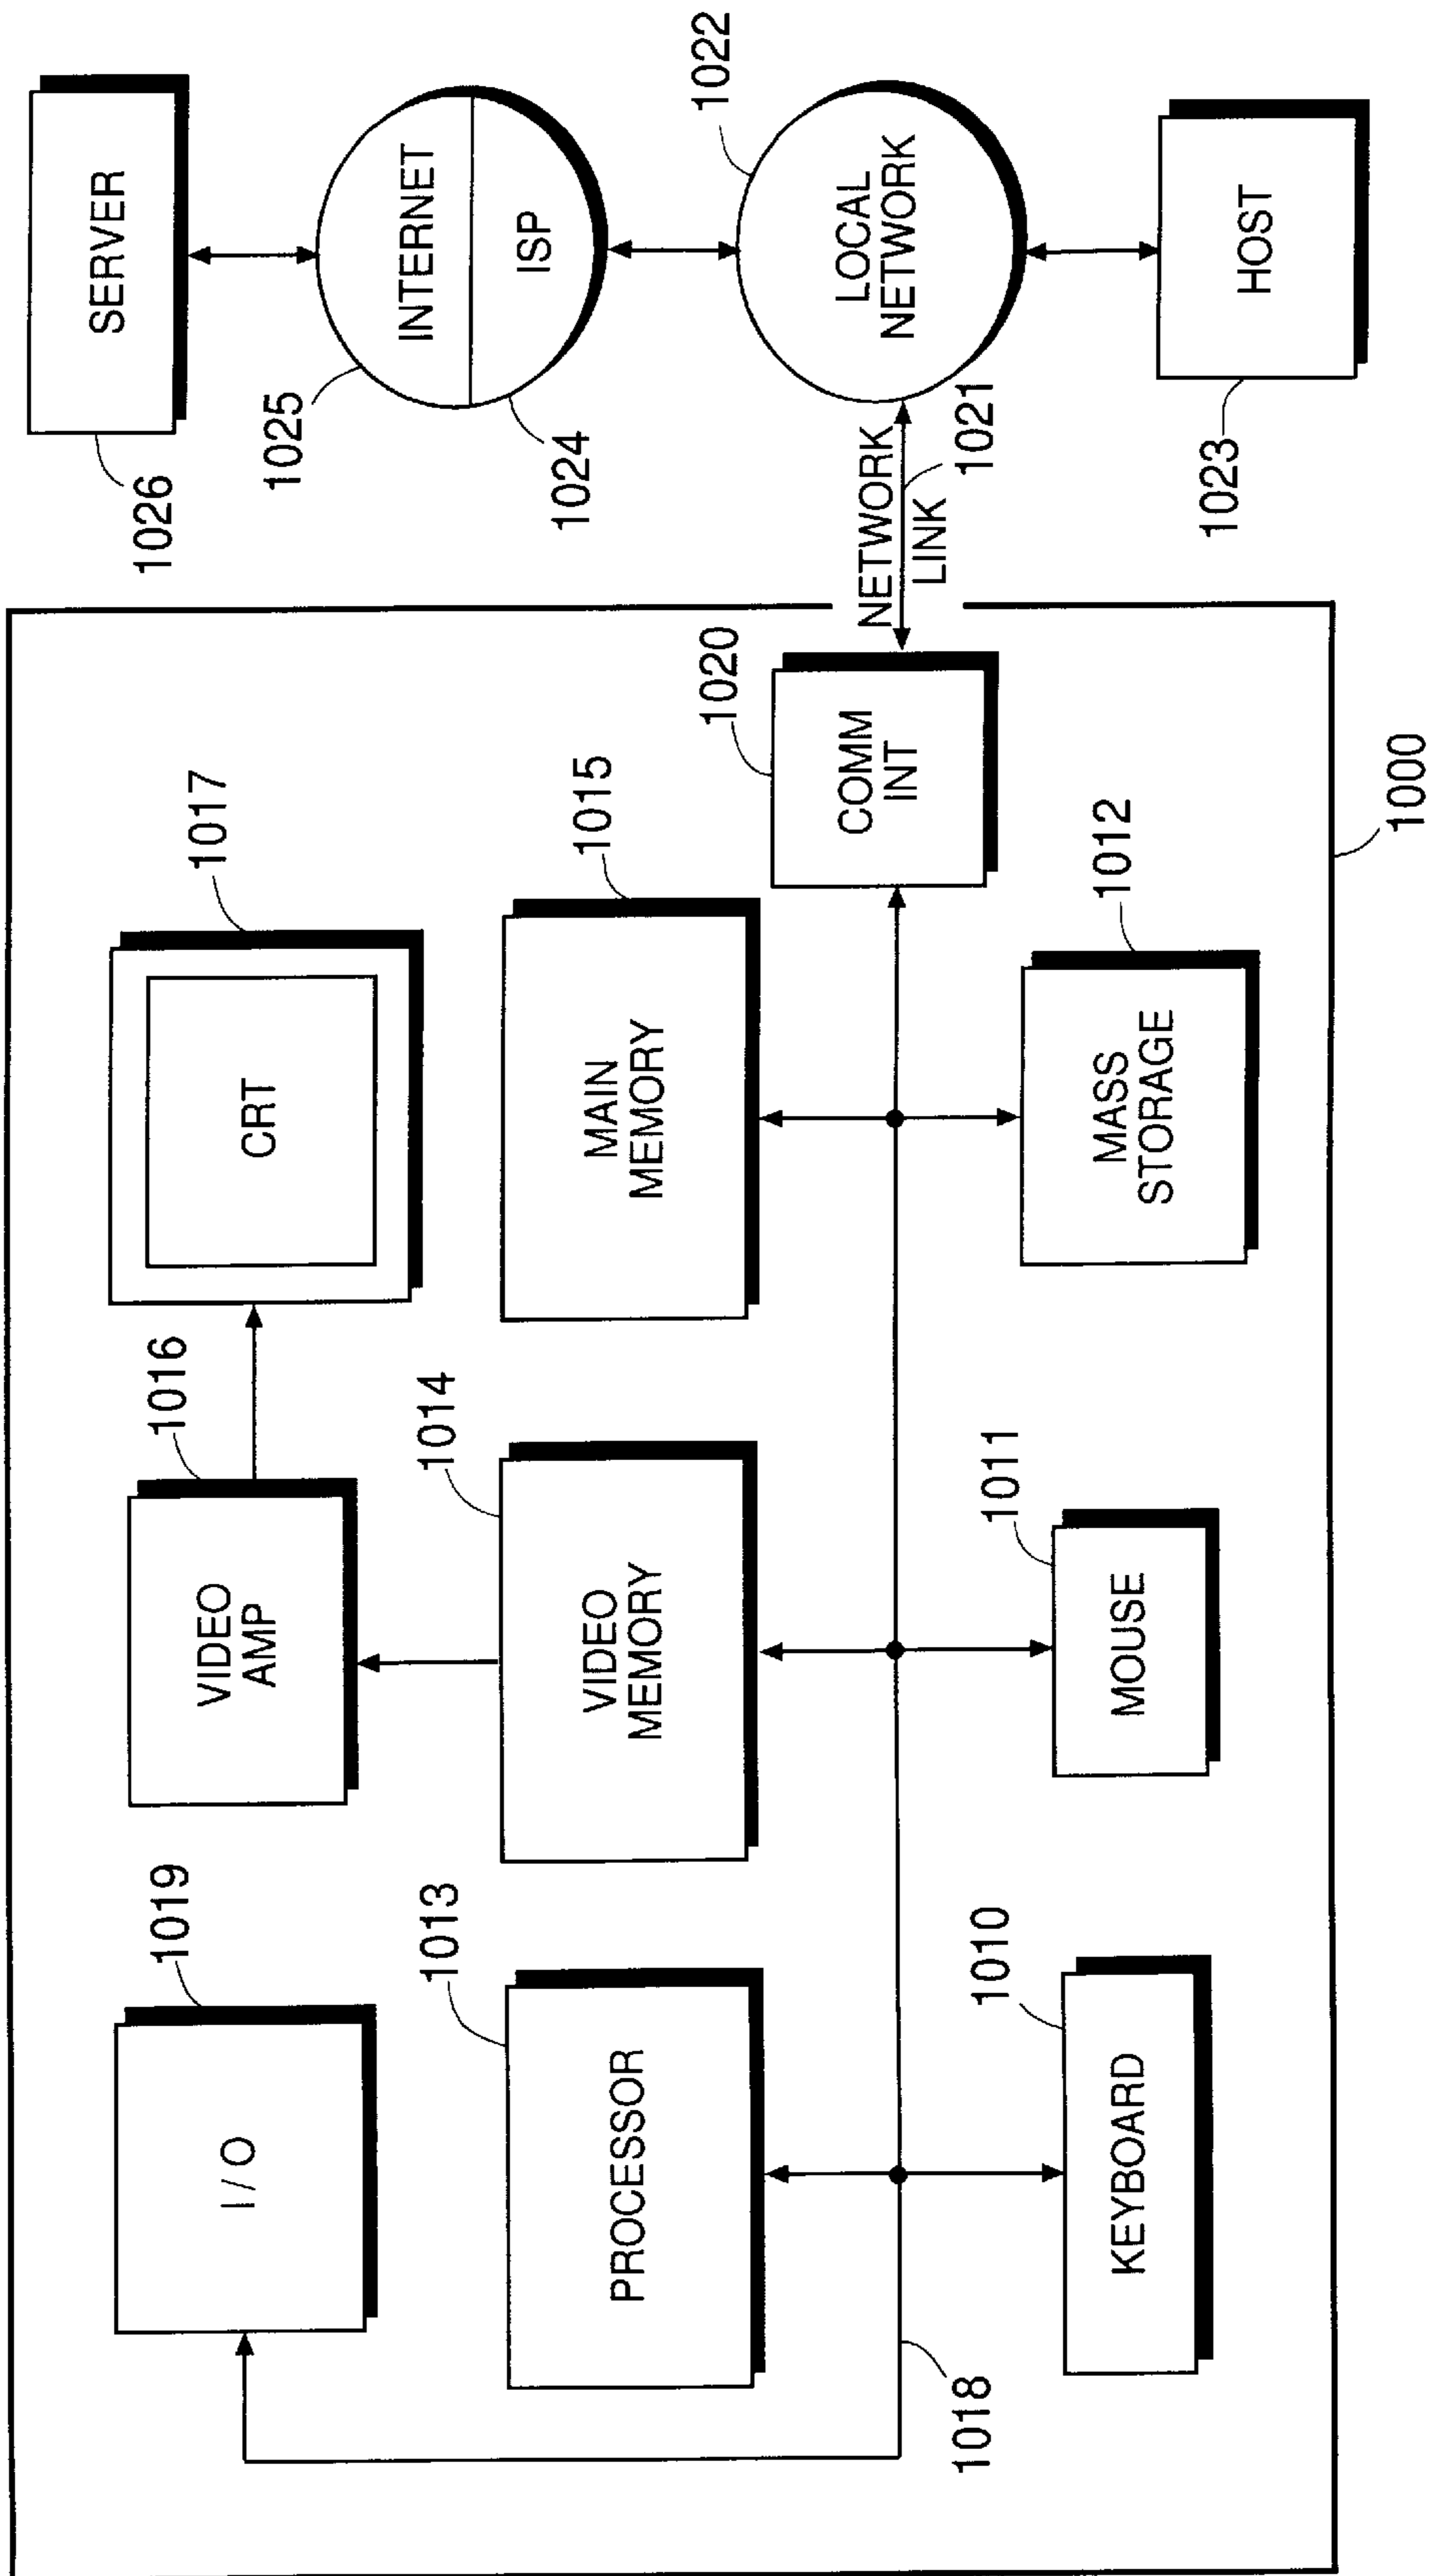 I/O
1019
VIDEO
AMP
1016
CRT
1017
PROCESSOR
1013
VIDEO
MEMORY
1014
MAIN
MEMORY
1015
1018
KEYBOARD
1010
MOUSE
1011
MASS
STORAGE
1012
COMM
INT
1020
1000
NETWORK
LINK
1021
SERVER
1026
INTERNET
1025
ISP
1024
LOCAL
NETWORK
1022
HOST
1023